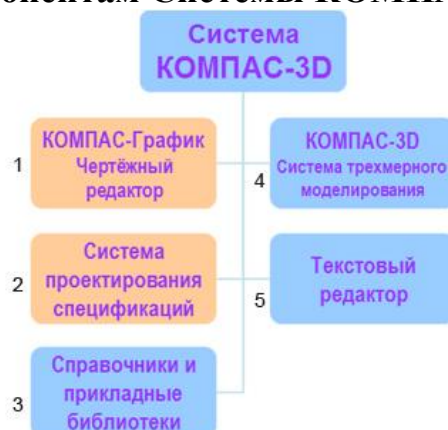 Система
КОМПАС-3D
1
КОМПАС-График
Чертёжный
редактор
4
КОМПАС-3D
Система трехмерного
моделирования
2
Система
проектирования
спецификаций
5
Текстовый
редактор
3
Справочники и
прикладные
библиотеки